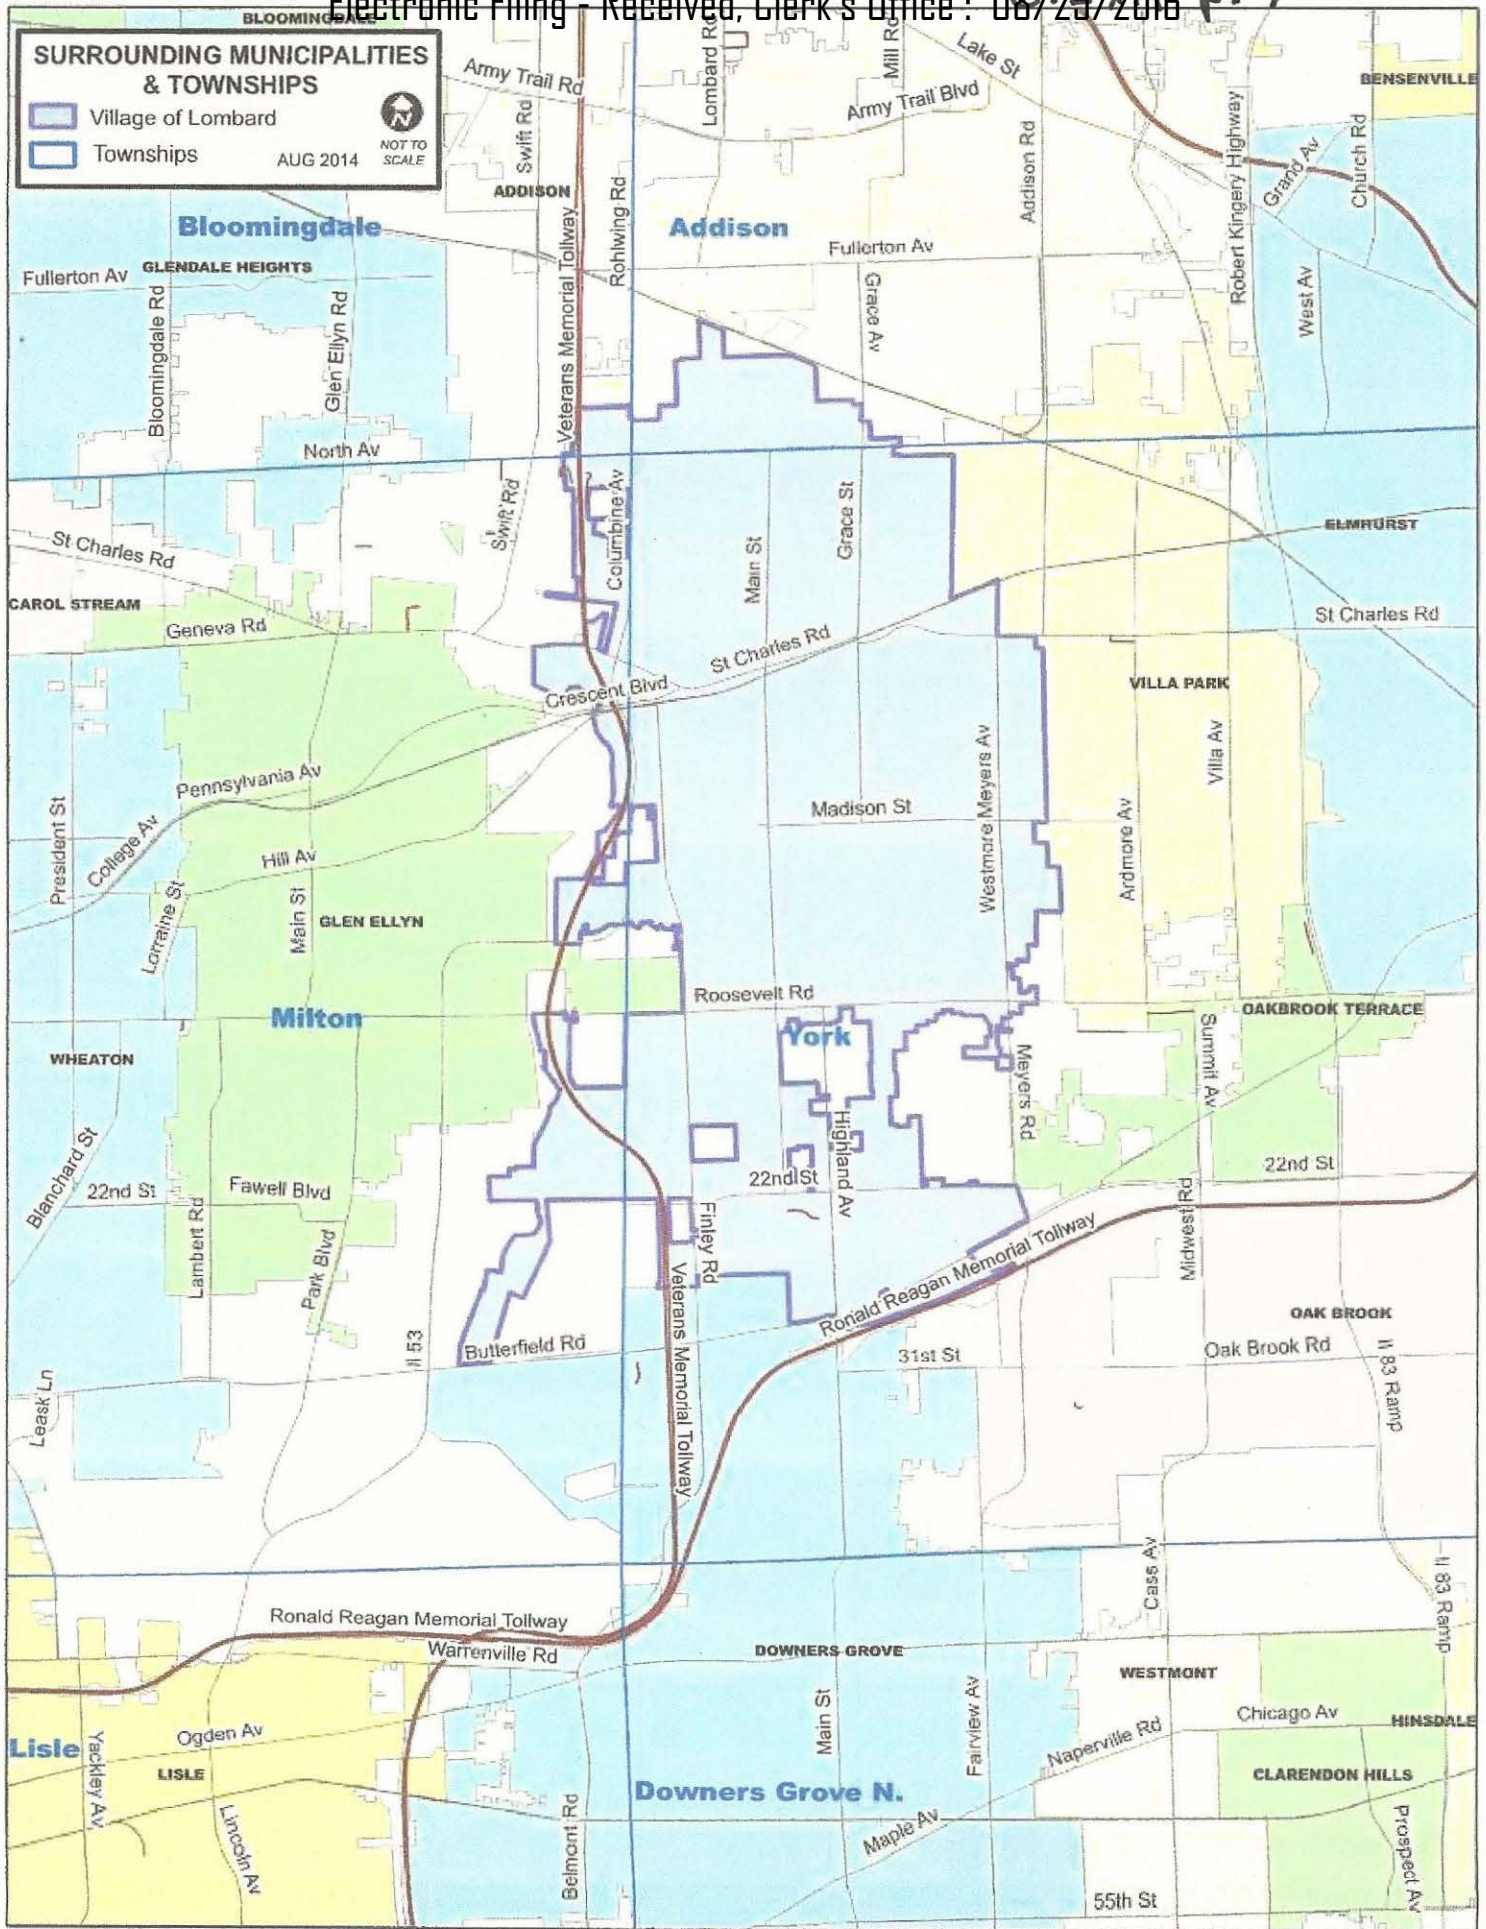 Electronic Filing - Received, Clerk's Office : 08/23/2016
BLOOMINGDALE
SURROUNDING MUNICIPALITIES
& TOWNSHIPS
Village of Lombard
Townships
AUG 2014
N
NOT TO
SCALE
Army Trail Rd
Swift Rd
Lombard Rd
Mill Rd
Lake St
Army Trail Blvd
BENSENVILLE
Addison Rd
Robert Kingery Highway
Grand Av
Church Rd
ADDISON
Rohlwing Rd
Veterans Memorial Tollway
Bloomingdale
Addison
Fullerton Av
Fullerton Av
GLENDALE HEIGHTS
Bloomingdale Rd
Glen Ellyn Rd
Grace Av
West Av
North Av
Swift Rd
Columbine Av
Main St
Grace St
ELMHURST
St Charles Rd
CAROL STREAM
Geneva Rd
St Charles Rd
St Charles Rd
Crescent Blvd
VILLA PARK
Westmore Meyers Av
Villa Av
Pennsylvania Av
President St
College Av
Madison St
Ardmore Av
Hill Av
Lorraine St
Main St
GLEN ELLYN
Roosevelt Rd
OAKBROOK TERRACE
Milton
York
WHEATON
Meyers Rd
Summit Av
Blanchard St
Highland Av
22nd St
Fawell Blvd
22nd St
22nd St
Lambert Rd
Park Blvd
Finley Rd
Midwest Rd
Veterans Memorial Tollway
Ronald Reagan Memorial Tollway
OAK BROOK
Il 53
Butterfield Rd
31st St
Oak Brook Rd
Il 83 Ramp
Leask Ln
Cass Av
Il 83 Ramp
Ronald Reagan Memorial Tollway
Warrenville Rd
DOWNERS GROVE
WESTMONT
Main St
Fairview Av
Naperville Rd
Chicago Av
HINSDALE
Ogden Av
Lisle
Yackley Av
LISLE
CLARENDON HILLS
Downers Grove N.
Lincoln Av
Belmont Rd
Maple Av
Prospect Av
55th St